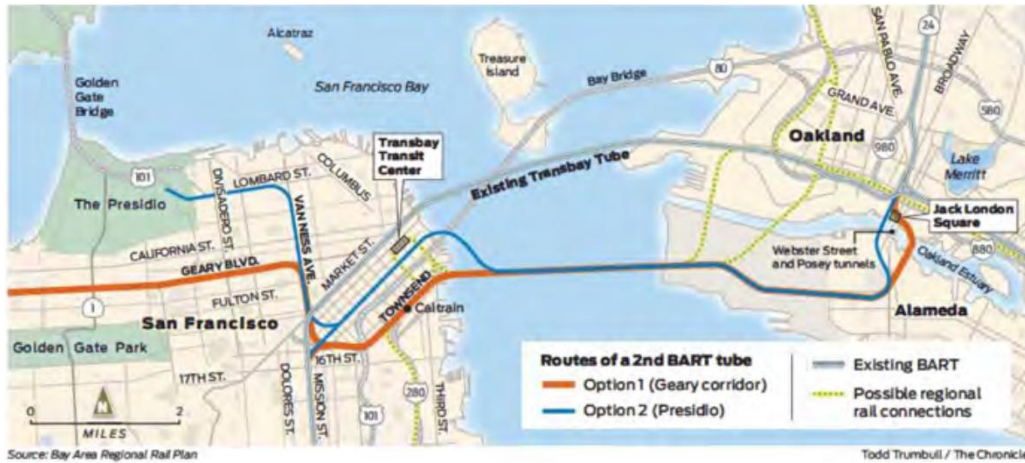 Alcatraz
Golden
Gate
Bridge
San Francisco Bay
Treasure
Island
Bay Bridge
80
SAN PABLO AVE.
24
BROADWAY
GRAND AVE.
580
Oakland
980
Lake
Merritt
Transbay
Transit
Center
Existing Transbay Tube
101
The Presidio
DIVISADERO ST.
LOMBARD ST.
COLUMBUS
VAN NESS AVE.
CALIFORNIA ST.
MARKET ST.
GEARY BLVD.
Jack London
Square
Webster Street
and Posey tunnels
880
Oakland Estuary
Alameda
1
FULTON ST.
San Francisco
TOWNSEND
Caltrain
Golden Gate Park
16TH ST.
17TH ST.
DOLORES ST.
MISSION ST.
101
280
THIRD ST.
0 2
N
MILES
Routes of a 2nd BART tube
Option 1 (Geary corridor)
Option 2 (Presidio)
Existing BART
Possible regional
rail connections
Source: Bay Area Regional Rail Plan
Todd Trumbull / The Chronicle